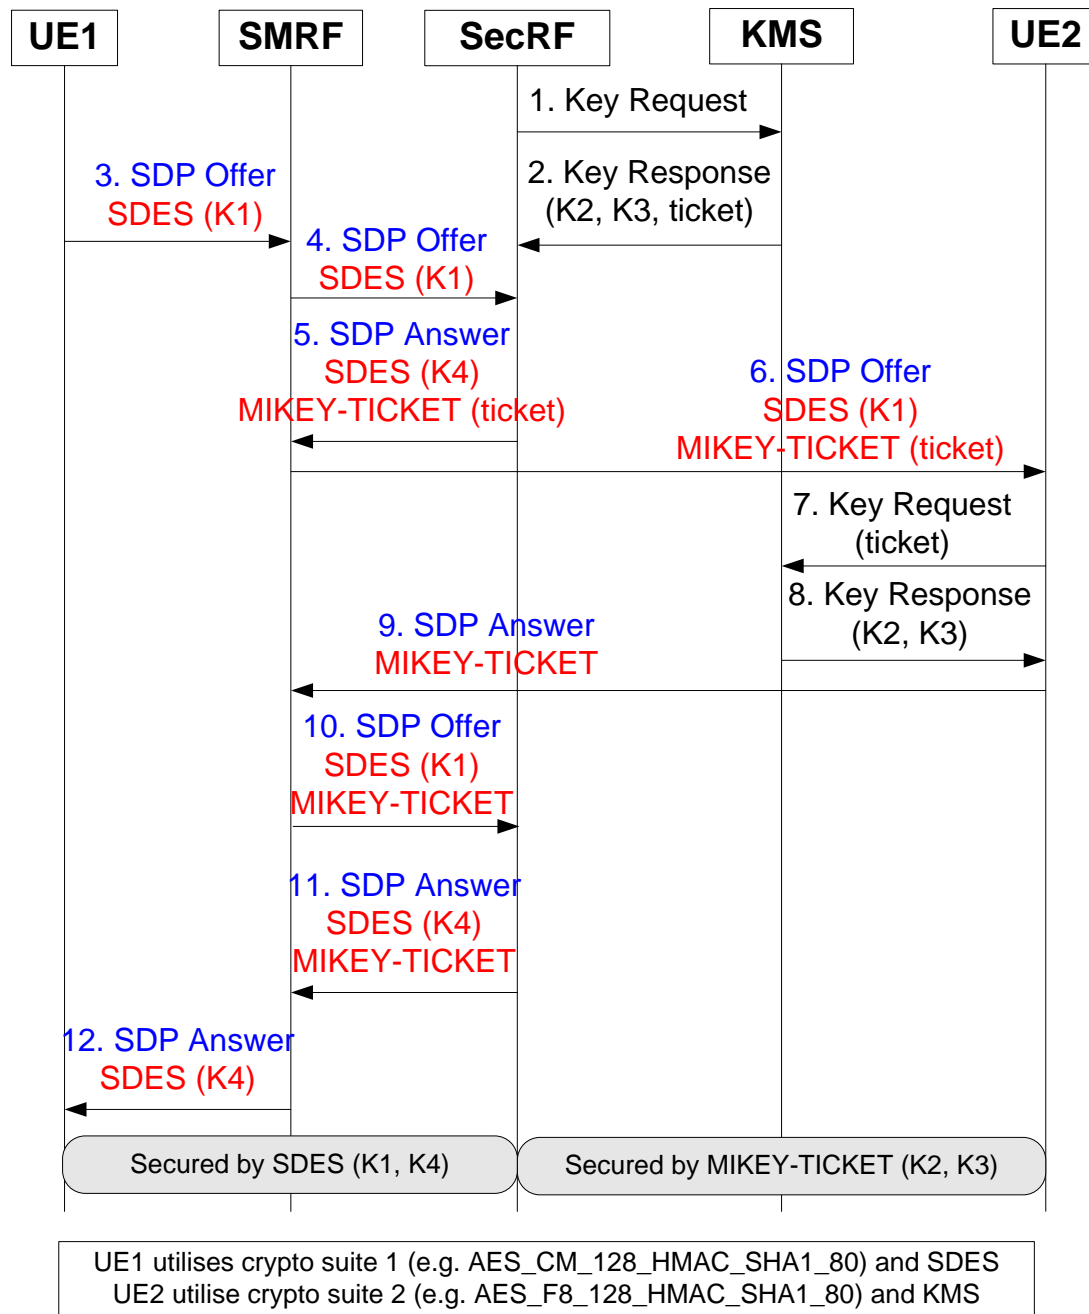 UE1
SMRF
SecRF
KMS
UE2
1. Key Request
2. Key Response
(K2, K3, ticket)
3. SDP Offer
SDES (K1)
4. SDP Offer
SDES (K1)
5. SDP Answer
SDES (K4)
MIKEY-TICKET (ticket)
6. SDP Offer
SDES (K1)
MIKEY-TICKET (ticket)
7. Key Request
(ticket)
8. Key Response
(K2, K3)
9. SDP Answer
MIKEY-TICKET
10. SDP Offer
SDES (K1)
MIKEY-TICKET
11. SDP Answer
SDES (K4)
MIKEY-TICKET
12. SDP Answer
SDES (K4)
Secured by SDES (K1, K4)
Secured by MIKEY-TICKET (K2, K3)
UE1 utilises crypto suite 1 (e.g. AES_CM_128_HMAC_SHA1_80) and SDES
UE2 utilise crypto suite 2 (e.g. AES_F8_128_HMAC_SHA1_80) and KMS